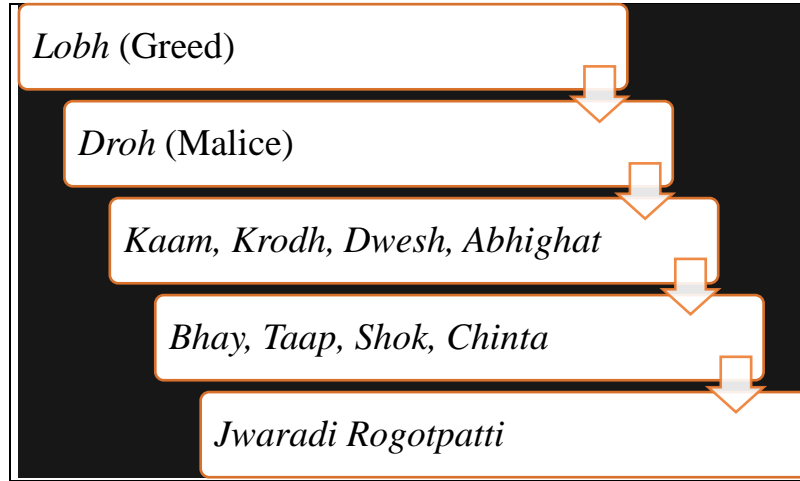 Lobh (Greed)
Droh (Malice)
Kaam, Krodh, Dwesh, Abhighat
Bhay, Taap, Shok, Chinta
Jwaradi Rogotpatti